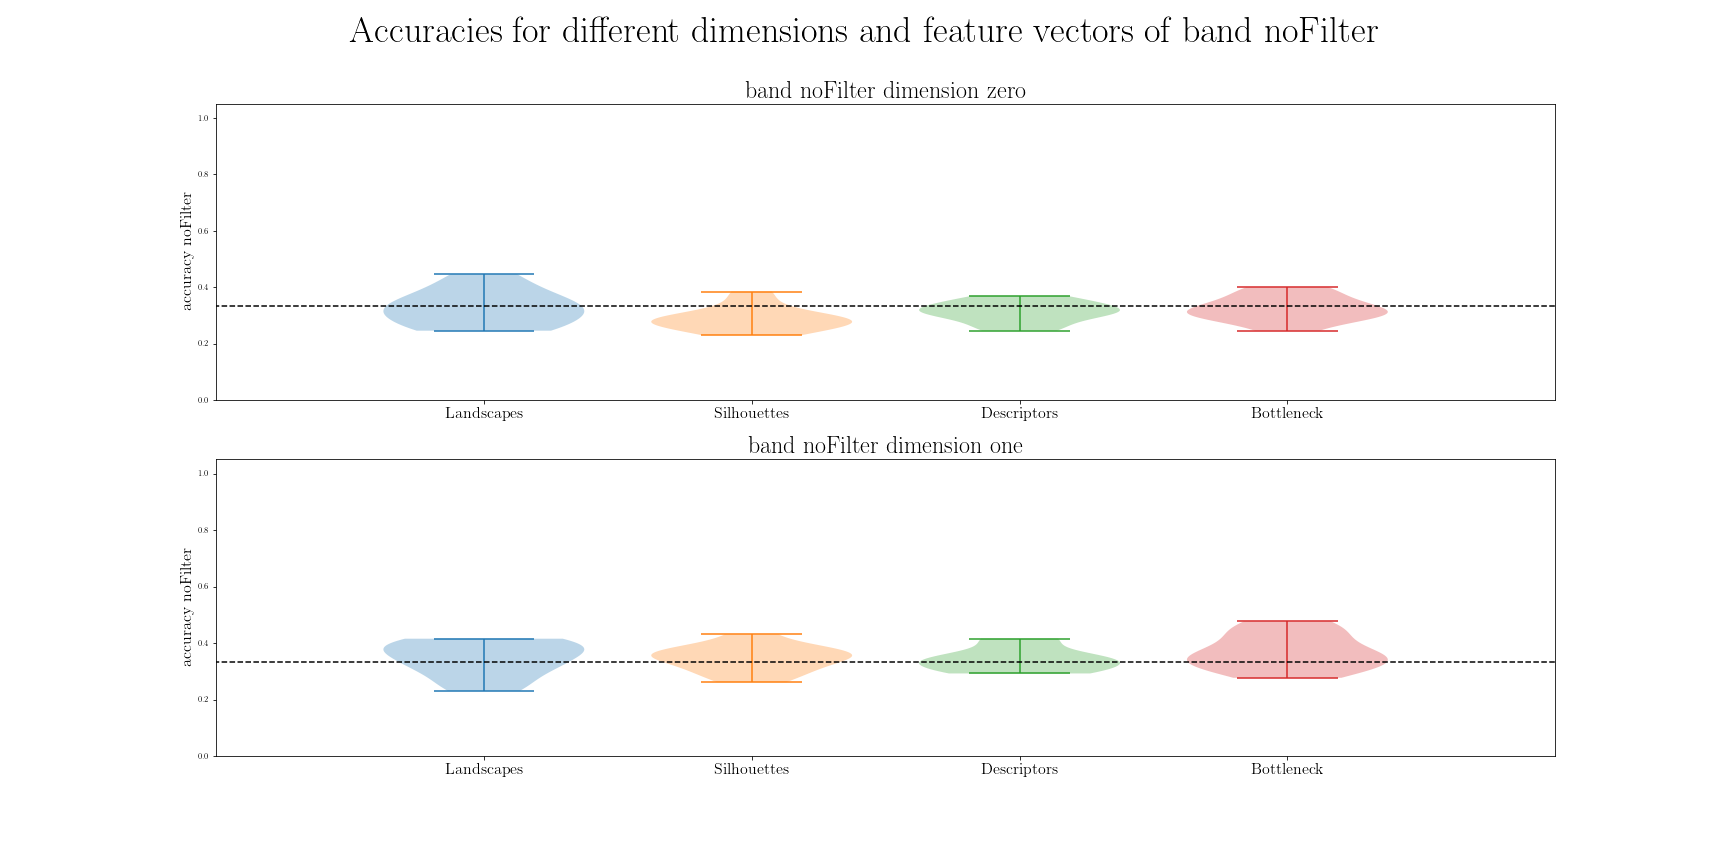 Accuracies for different dimensions and feature vectors of band noFilter
band noFilter dimension zero
accuracy noFilter
1.0
0.8
0.6
0.4
0.2
0.0
Landscapes Silhouettes Descriptors Bottleneck
band noFilter dimension one
accuracy noFilter
1.0
0.8
0.6
0.4
0.2
0.0
Landscapes Silhouettes Descriptors Bottleneck